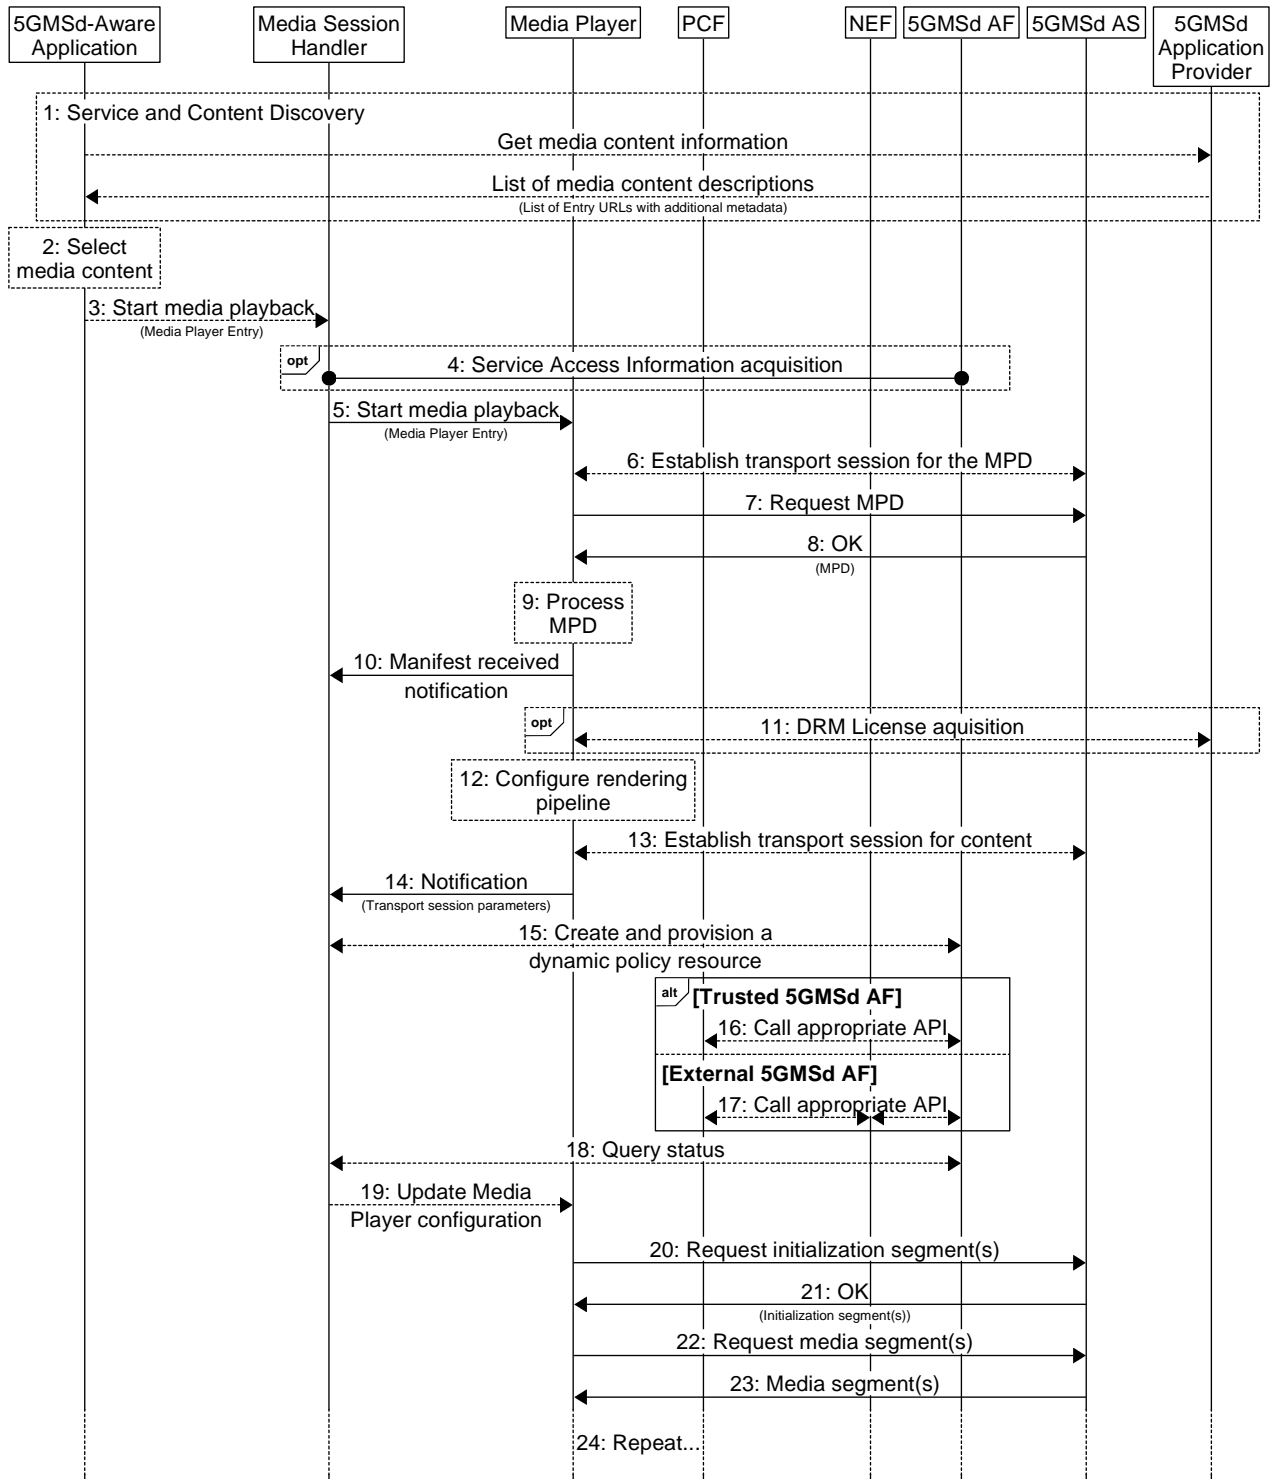 5GMSd-Aware
Application
Media Session
Handler
Media Player
PCF
NEF
5GMSd AF
5GMSd AS
5GMSd
Application
Provider
1: Service and Content Discovery
Get media content information
List of media content descriptions
(List of Entry URLs with additional metadata)
2: Select
media content
3: Start media playback
(Media Player Entry)
opt
4: Service Access Information acquisition
5: Start media playback
(Media Player Entry)
6: Establish transport session for the MPD
7: Request MPD
8: OK
(MPD)
9: Process
MPD
10: Manifest received
notification
opt
11: DRM License aquisition
12: Configure rendering
pipeline
13: Establish transport session for content
14: Notification
(Transport session parameters)
15: Create and provision a
dynamic policy resource
alt
[Trusted 5GMSd AF]
16: Call appropriate API
[External 5GMSd AF]
17: Call appropriate API
18: Query status
19: Update Media
Player configuration
20: Request initialization segment(s)
21: OK
(Initialization segment(s))
22: Request media segment(s)
23: Media segment(s)
24: Repeat...